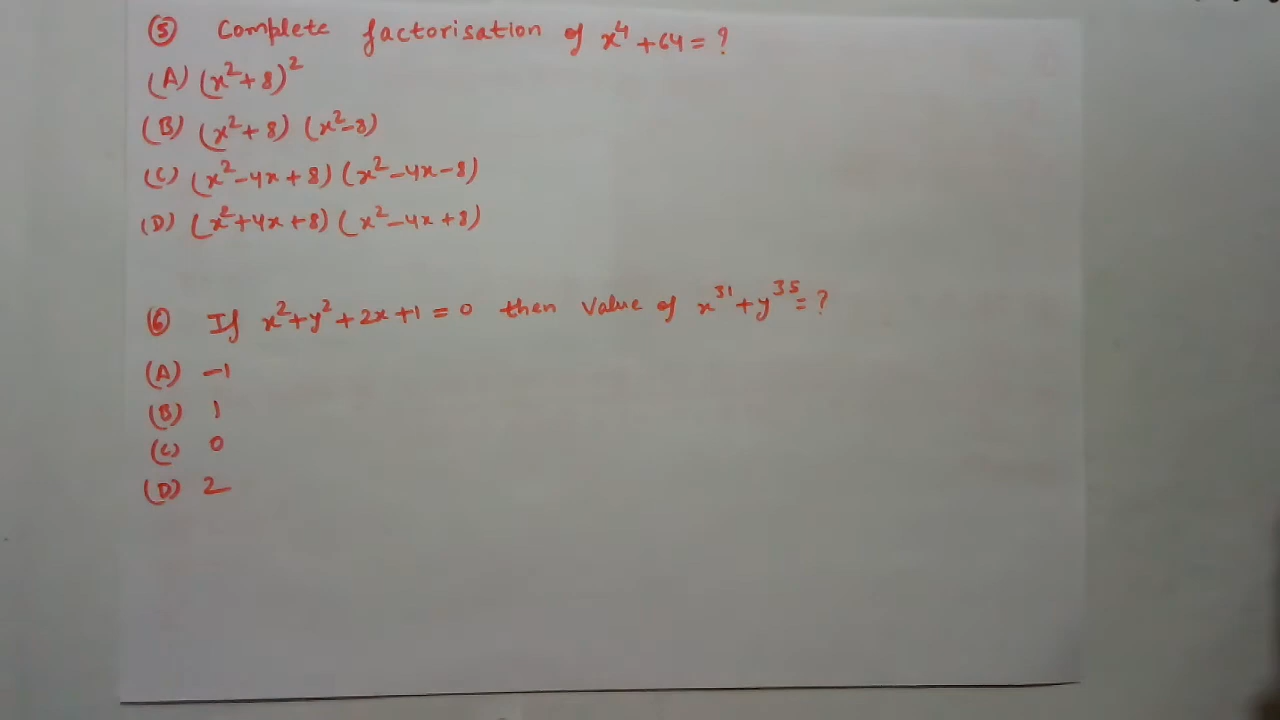 ⑤ Complete factorisation of x⁴ + 64 = ?
(A) (x² + 8)²
(B) (x² + 8) (x² - 8)
(C) (x² - 4x + 8) (x² - 4x - 8)
(D) (x² + 4x + 8) (x² - 4x + 8)
⑥ If x² + y² + 2x + 1 = 0 then value of x³¹ + y³⁵ = ?
(A) -1
(B) 1
(C) 0
(D) 2